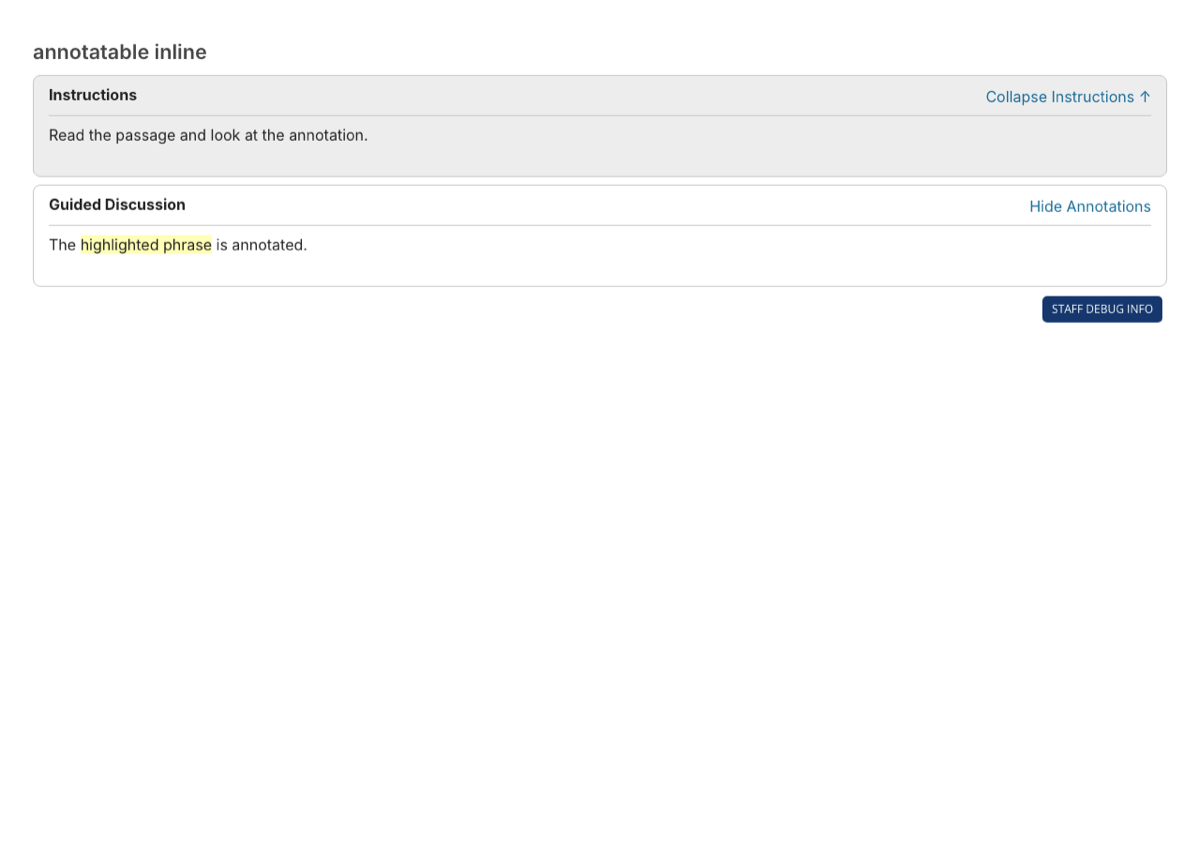 annotatable inline
Instructions
Collapse Instructions ↑
Read the passage and look at the annotation.
Guided Discussion
Hide Annotations
The highlighted phrase is annotated.
STAFF DEBUG INFO